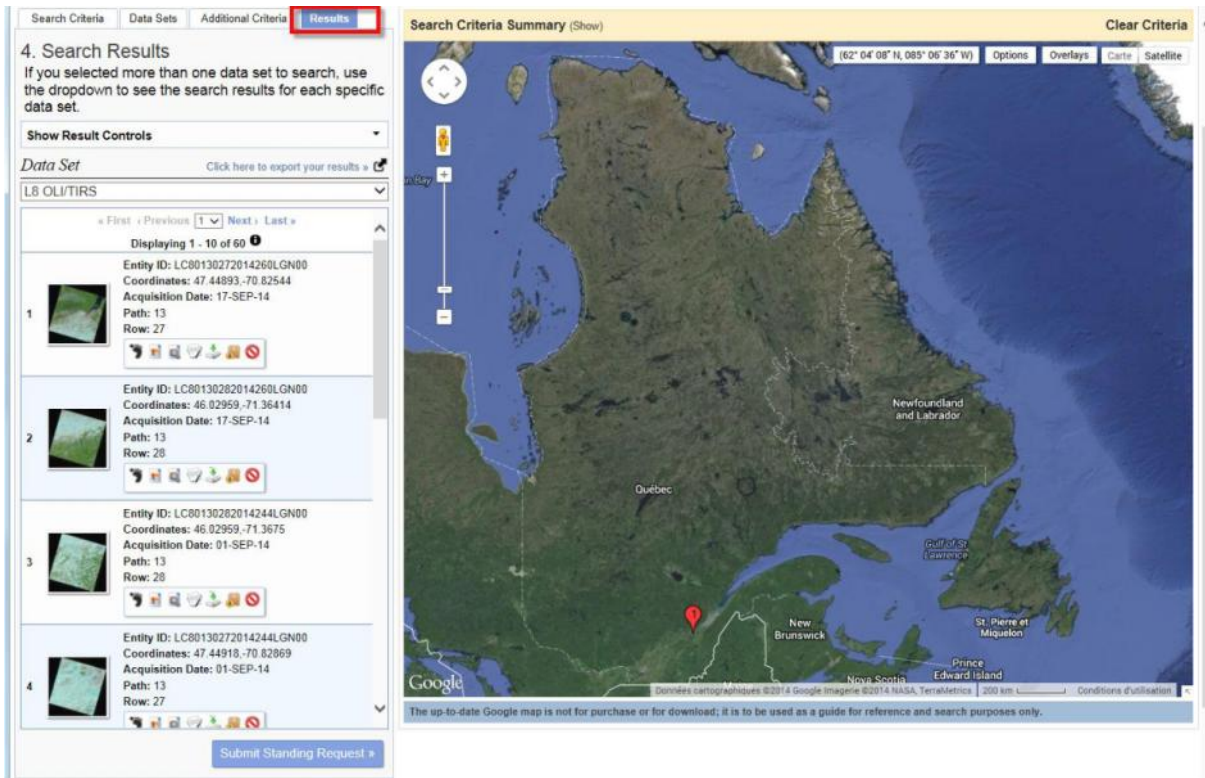 Search Criteria
Data Sets
Additional Criteria
Results
4. Search Results
If you selected more than one data set to search, use
the dropdown to see the search results for each specific
data set.
Show Result Controls
Data Set
Click here to export your results »
L8 OLI/TIRS
« First ‹ Previous 1 Next › Last »
Displaying 1 - 10 of 60
1
Entity ID: LC80130272014260LGN00
Coordinates: 47.44893,-70.82544
Acquisition Date: 17-SEP-14
Path: 13
Row: 27
2
Entity ID: LC80130282014260LGN00
Coordinates: 46.02959,-71.36414
Acquisition Date: 17-SEP-14
Path: 13
Row: 28
3
Entity ID: LC80130282014244LGN00
Coordinates: 46.02959,-71.3675
Acquisition Date: 01-SEP-14
Path: 13
Row: 28
4
Entity ID: LC80130272014244LGN00
Coordinates: 47.44918,-70.82869
Acquisition Date: 01-SEP-14
Path: 13
Row: 27
Submit Standing Request »
Search Criteria Summary (Show)
Clear Criteria
(62° 04' 08" N, 085° 06' 36" W)
Options
Overlays
Carte
Satellite
Bay
Newfoundland
and Labrador
Québec
Gulf of St
Lawrence
1
New
Brunswick
St. Pierre et
Miquelon
Prince
Edward Island
Nova Scotia
Google
Données cartographiques ©2014 Google Imagerie ©2014 NASA, TerraMetrics
200 km
Conditions d'utilisation
The up-to-date Google map is not for purchase or for download; it is to be used as a guide for reference and search purposes only.